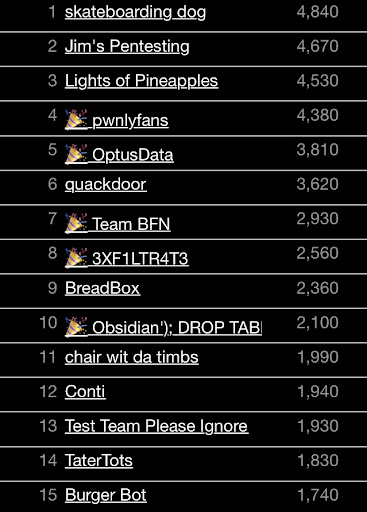 1 skateboarding dog 4,840
2 Jim's Pentesting 4,670
3 Lights of Pineapples 4,530
4 🎉 pwnlyfans 4,380
5 🎉 OptusData 3,810
6 quackdoor 3,620
7 🎉 Team BFN 2,930
8 🎉 3XF1LTR4T3 2,560
9 BreadBox 2,360
10 🎉 Obsidian'); DROP TABL 2,100
11 chair wit da timbs 1,990
12 Conti 1,940
13 Test Team Please Ignore 1,930
14 TaterTots 1,830
15 Burger Bot 1,740